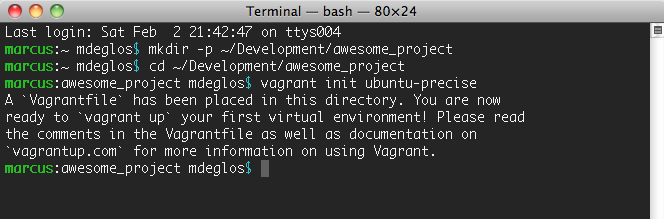 Terminal — bash — 80×24
Last login: Sat Feb  2 21:42:47 on ttys004
marcus:~ mdeglos$ mkdir -p ~/Development/awesome_project
marcus:~ mdeglos$ cd ~/Development/awesome_project
marcus:awesome_project mdeglos$ vagrant init ubuntu-precise
A `Vagrantfile` has been placed in this directory. You are now
ready to `vagrant up` your first virtual environment! Please read
the comments in the Vagrantfile as well as documentation on
`vagrantup.com` for more information on using Vagrant.
marcus:awesome_project mdeglos$